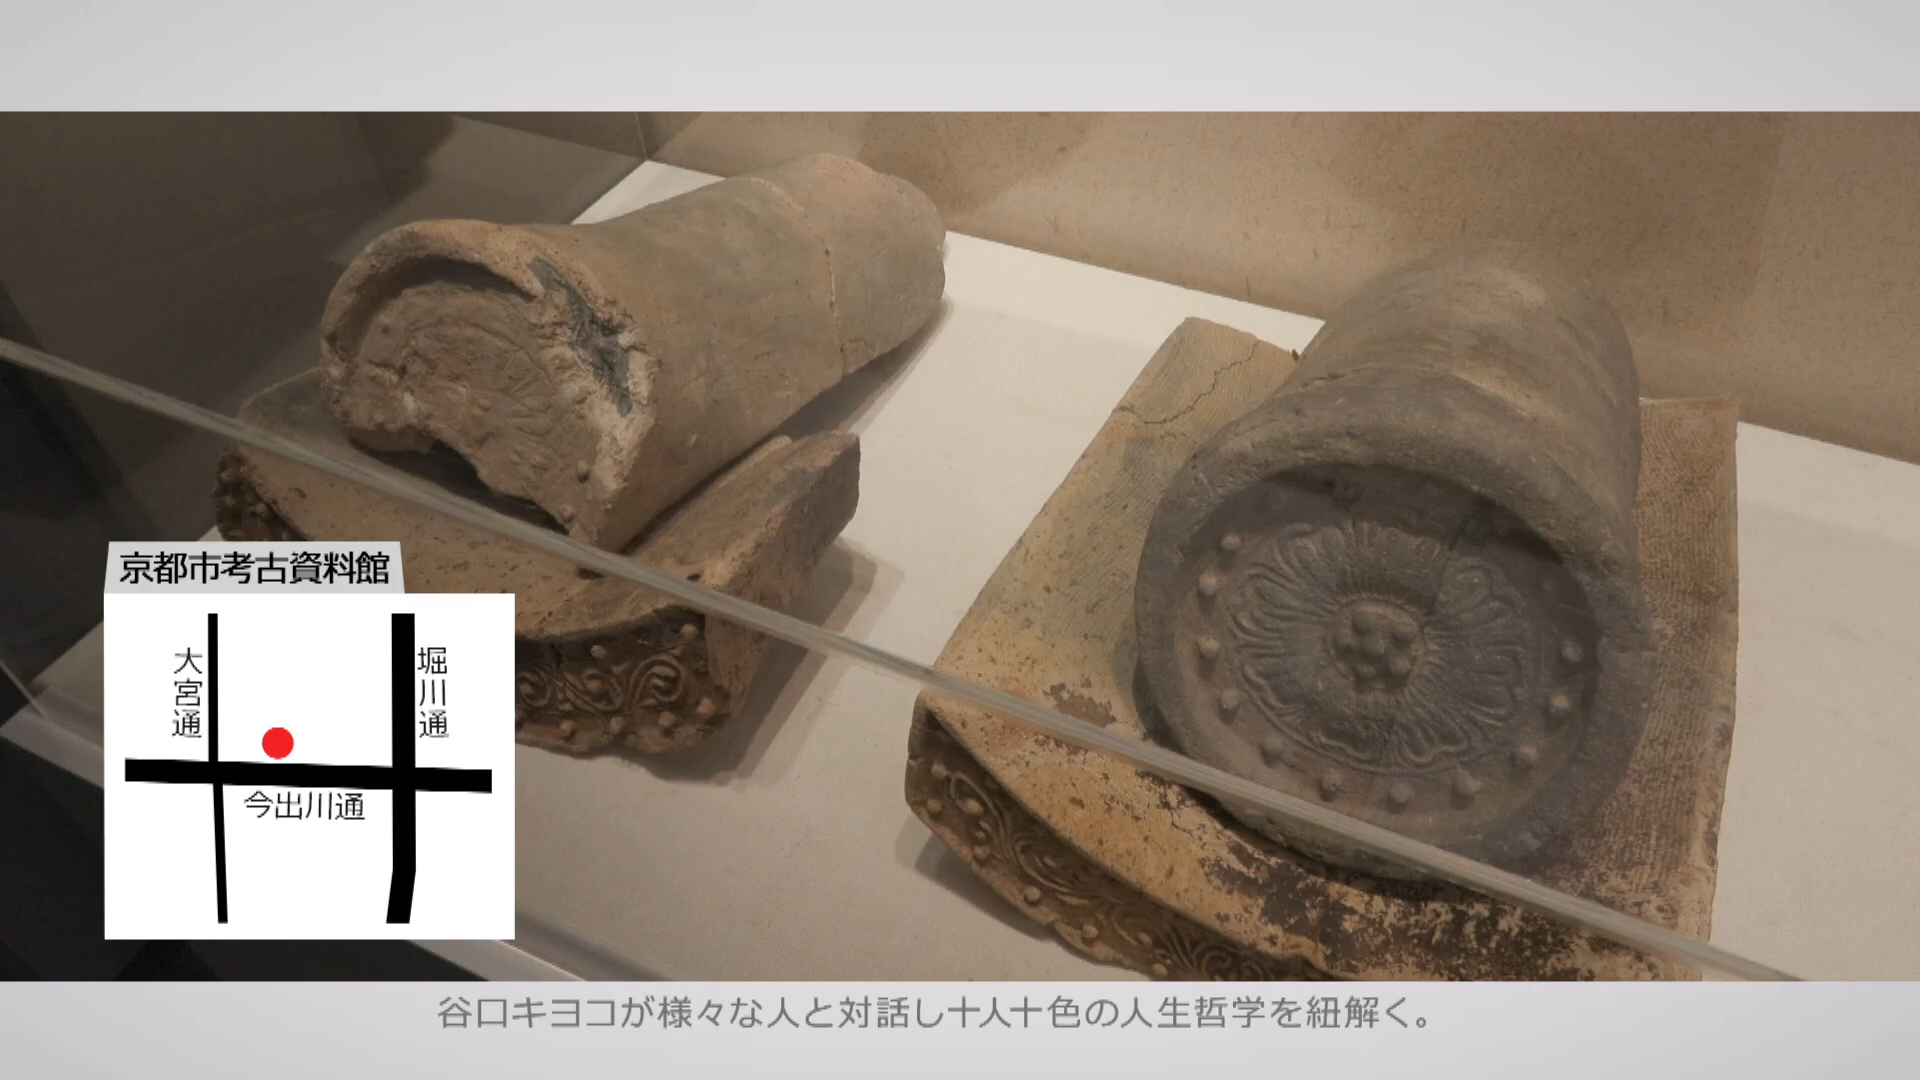 京都市考古資料館
大宮通
堀川通
今出川通
谷口キヨコが様々な人と対話し十人十色の人生哲学を紐解く。